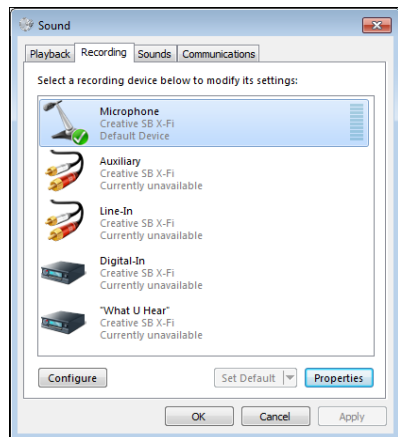 Sound
Playback Recording Sounds Communications
Select a recording device below to modify its settings:
Microphone
Creative SB X-Fi
Default Device
Auxiliary
Creative SB X-Fi
Currently unavailable
Line-In
Creative SB X-Fi
Currently unavailable
Digital-In
Creative SB X-Fi
Currently unavailable
"What U Hear"
Creative SB X-Fi
Currently unavailable
Configure Set Default Properties
OK Cancel Apply